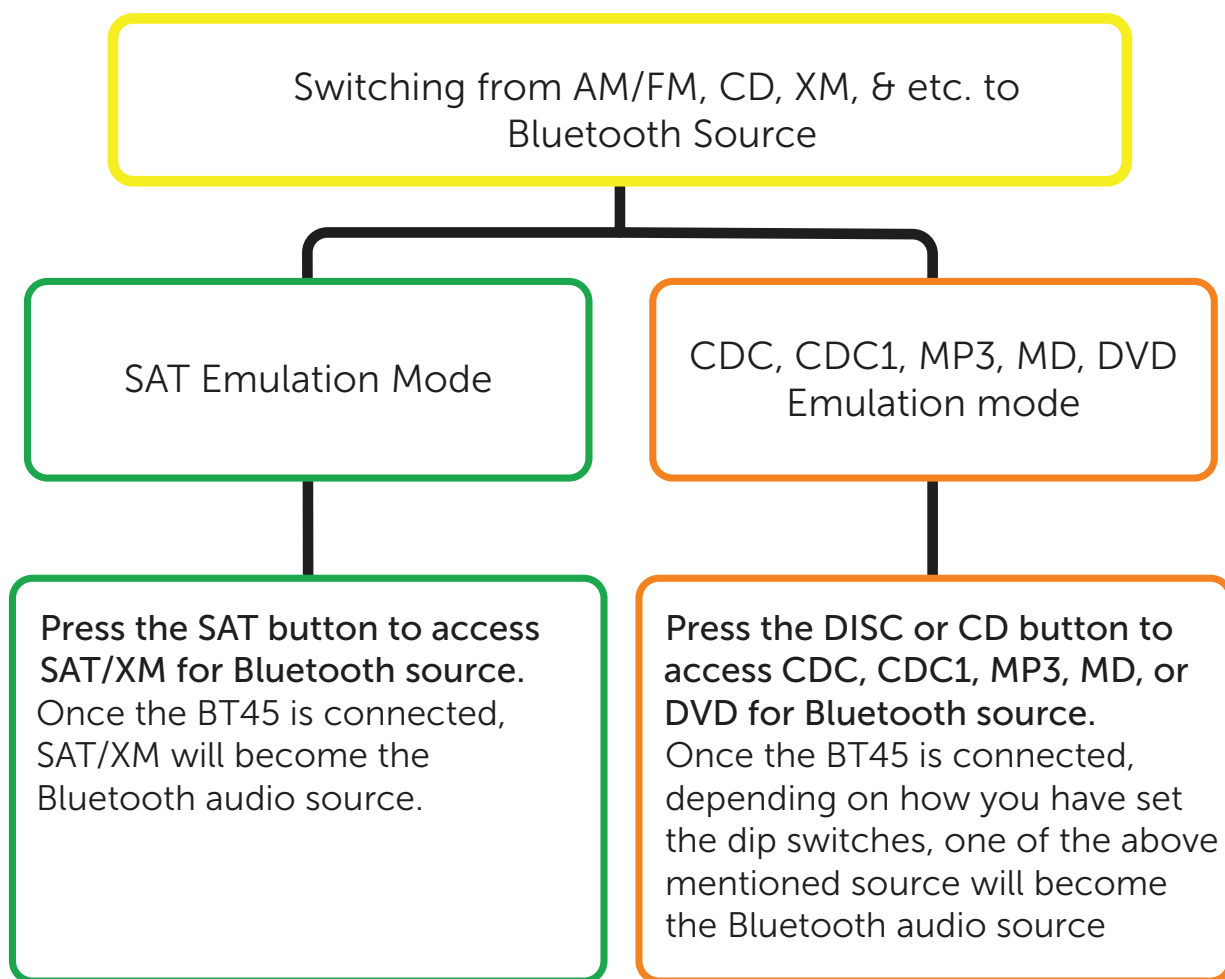 Switching from AM/FM, CD, XM, & etc. to
Bluetooth Source
SAT Emulation Mode
CDC, CDC1, MP3, MD, DVD
Emulation mode
Press the SAT button to access
SAT/XM for Bluetooth source.
Once the BT45 is connected,
SAT/XM will become the
Bluetooth audio source.
Press the DISC or CD button to
access CDC, CDC1, MP3, MD, or
DVD for Bluetooth source.
Once the BT45 is connected,
depending on how you have set
the dip switches, one of the above
mentioned source will become
the Bluetooth audio source